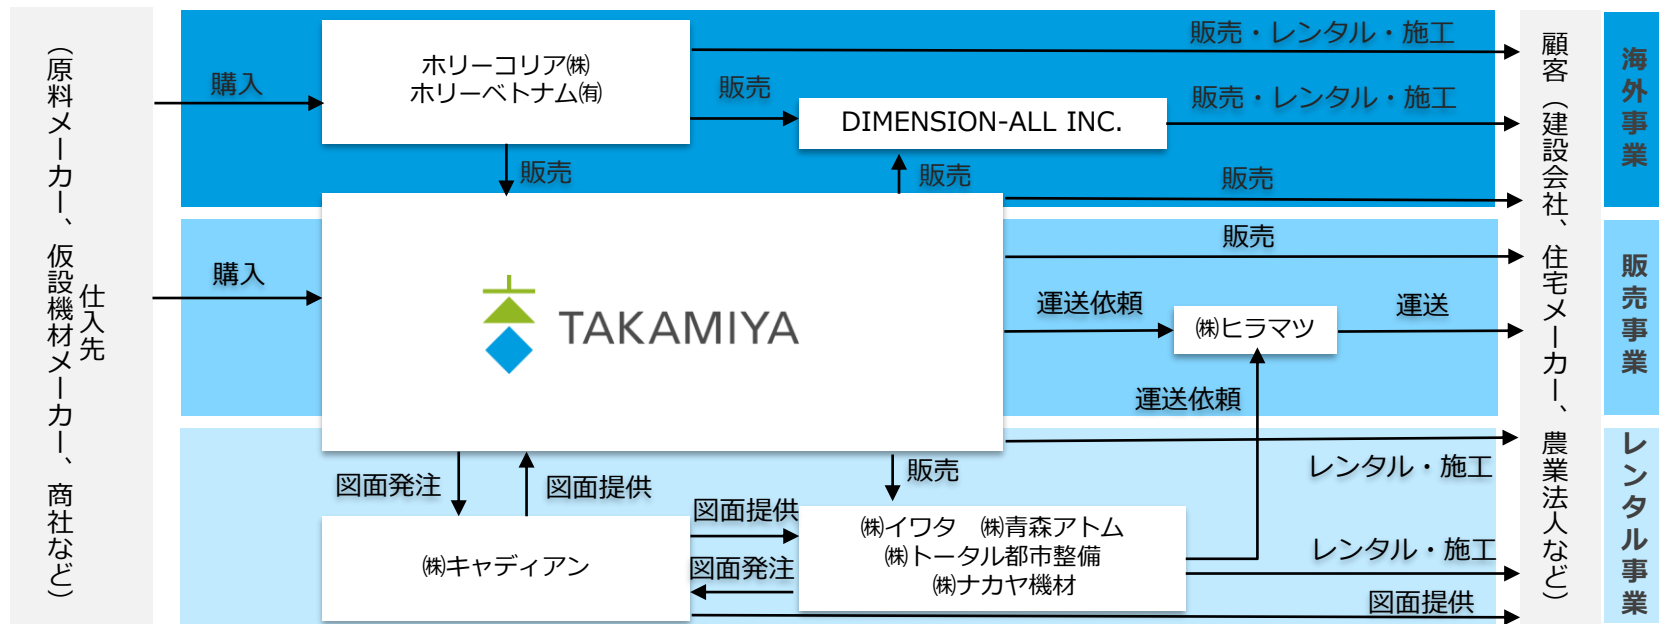 仕入先
（原料メーカー、仮設機材メーカー、商社など）
購入
ホリーコリア㈱
ホリーベトナム㈲
販売・レンタル・施工
販売
DIMENSION-ALL INC.
販売・レンタル・施工
販売
販売
販売
海外事業
購入
TAKAMIYA
販売
運送依頼
㈱ヒラマツ
運送
運送依頼
販売事業
図面発注
図面提供
販売
レンタル・施工
図面提供
㈱キャディアン
図面発注
㈱イワタ　㈱青森アトム
㈱トータル都市整備
㈱ナカヤ機材
レンタル・施工
図面提供
レンタル事業
顧客（建設会社、住宅メーカー、農業法人など）